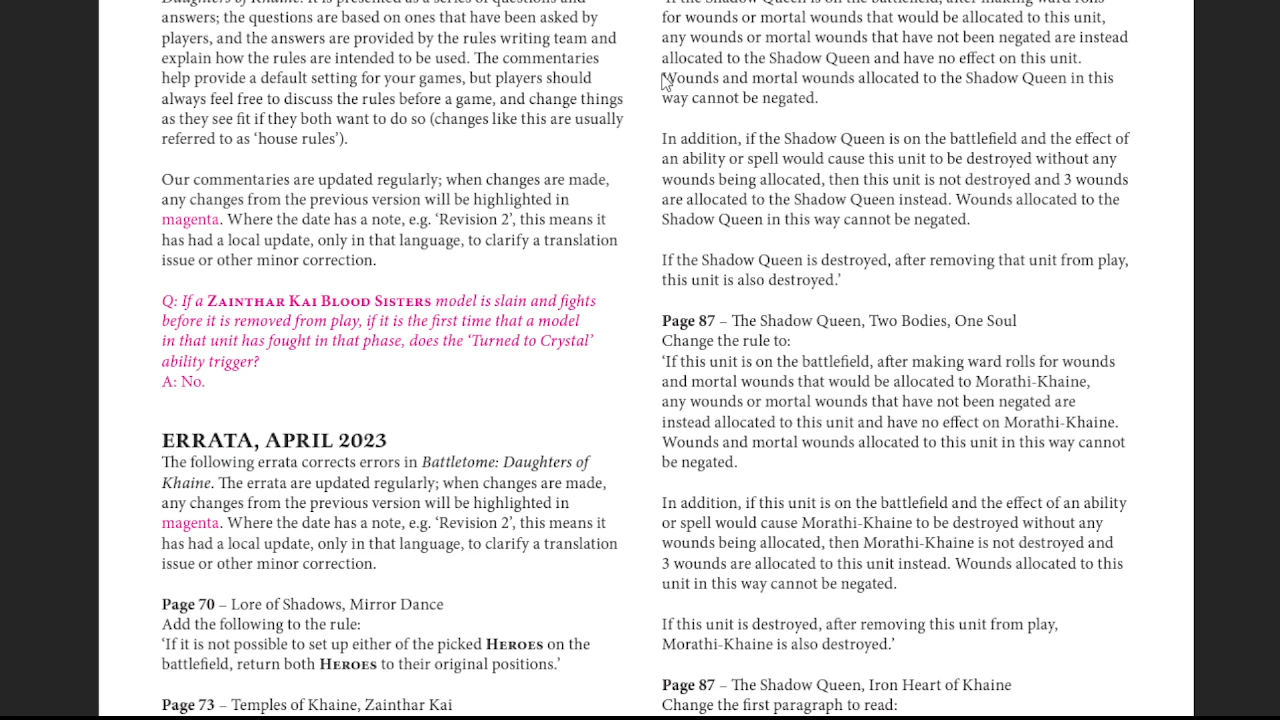 Daughters of Khaine. It is presented as a series of questions and
answers; the questions are based on ones that have been asked by
players, and the answers are provided by the rules writing team and
explain how the rules are intended to be used. The commentaries
help provide a default setting for your games, but players should
always feel free to discuss the rules before a game, and change things
as they see fit if they both want to do so (changes like this are usually
referred to as ‘house rules’).
Our commentaries are updated regularly; when changes are made,
any changes from the previous version will be highlighted in
magenta. Where the date has a note, e.g. ‘Revision 2’, this means it
has had a local update, only in that language, to clarify a translation
issue or other minor correction.
Q: If a Zainthar Kai Blood Sisters model is slain and fights
before it is removed from play, if it is the first time that a model
in that unit has fought in that phase, does the ‘Turned to Crystal’
ability trigger?
A: No.
ERRATA, APRIL 2023
The following errata corrects errors in Battletome: Daughters of
Khaine. The errata are updated regularly; when changes are made,
any changes from the previous version will be highlighted in
magenta. Where the date has a note, e.g. ‘Revision 2’, this means it
has had a local update, only in that language, to clarify a translation
issue or other minor correction.
Page 70 – Lore of Shadows, Mirror Dance
Add the following to the rule:
‘If it is not possible to set up either of the picked Heroes on the
battlefield, return both Heroes to their original positions.’
Page 73 – Temples of Khaine, Zainthar Kai
‘If the Shadow Queen is on the battlefield, after making ward rolls
for wounds or mortal wounds that would be allocated to this unit,
any wounds or mortal wounds that have not been negated are instead
allocated to the Shadow Queen and have no effect on this unit.
Wounds and mortal wounds allocated to the Shadow Queen in this
way cannot be negated.
In addition, if the Shadow Queen is on the battlefield and the effect of
an ability or spell would cause this unit to be destroyed without any
wounds being allocated, then this unit is not destroyed and 3 wounds
are allocated to the Shadow Queen instead. Wounds allocated to the
Shadow Queen in this way cannot be negated.
If the Shadow Queen is destroyed, after removing that unit from play,
this unit is also destroyed.’
Page 87 – The Shadow Queen, Two Bodies, One Soul
Change the rule to:
‘If this unit is on the battlefield, after making ward rolls for wounds
and mortal wounds that would be allocated to Morathi-Khaine,
any wounds or mortal wounds that have not been negated are
instead allocated to this unit and have no effect on Morathi-Khaine.
Wounds and mortal wounds allocated to this unit in this way cannot
be negated.
In addition, if this unit is on the battlefield and the effect of an ability
or spell would cause Morathi-Khaine to be destroyed without any
wounds being allocated, then Morathi-Khaine is not destroyed and
3 wounds are allocated to this unit instead. Wounds allocated to this
unit in this way cannot be negated.
If this unit is destroyed, after removing this unit from play,
Morathi-Khaine is also destroyed.’
Page 87 – The Shadow Queen, Iron Heart of Khaine
Change the first paragraph to read: